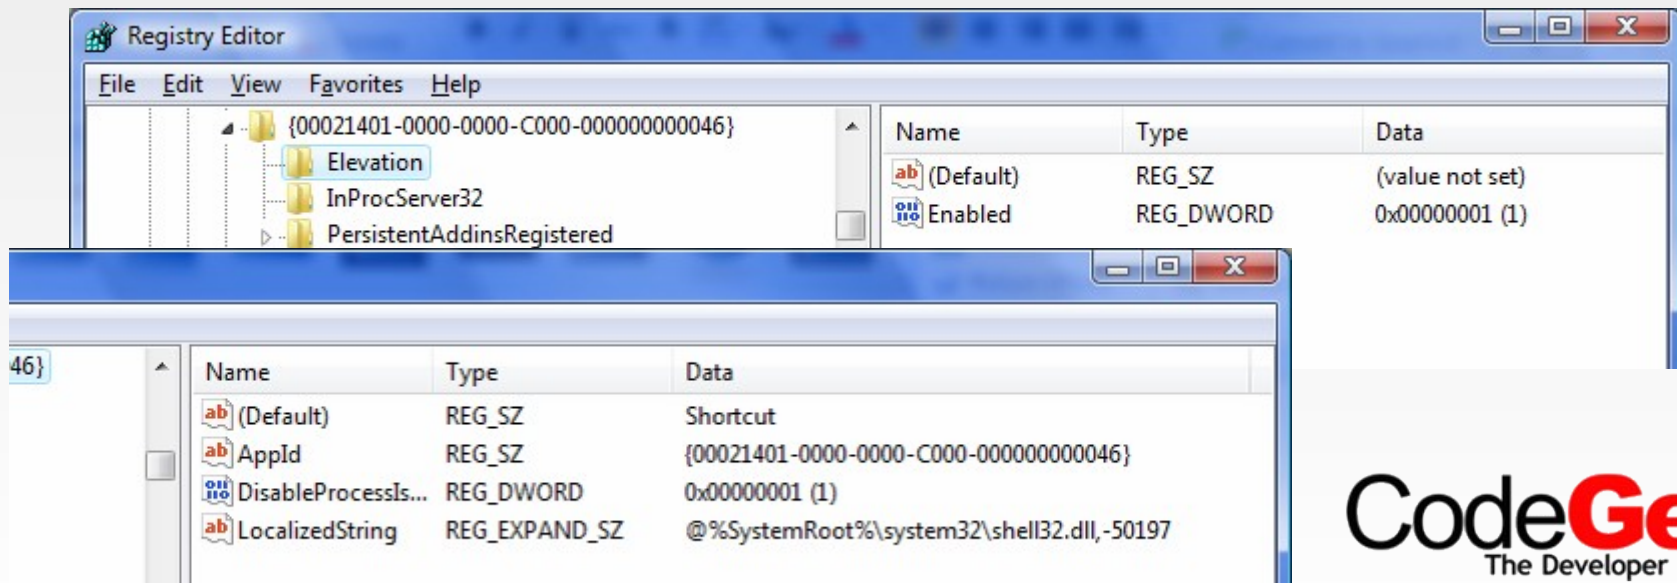 Registry Editor
File Edit View Favorites Help
{00021401-0000-0000-C000-000000000046}
Elevation
InProcServer32
PersistentAddinsRegistered
Name Type Data
(Default) REG_SZ (value not set)
Enabled REG_DWORD 0x00000001 (1)
46}
Name Type Data
(Default) REG_SZ Shortcut
AppId REG_SZ {00021401-0000-0000-C000-000000000046}
DisableProcessIs... REG_DWORD 0x00000001 (1)
LocalizedString REG_EXPAND_SZ @%SystemRoot%\system32\shell32.dll,-50197
CodeGe
The Developer